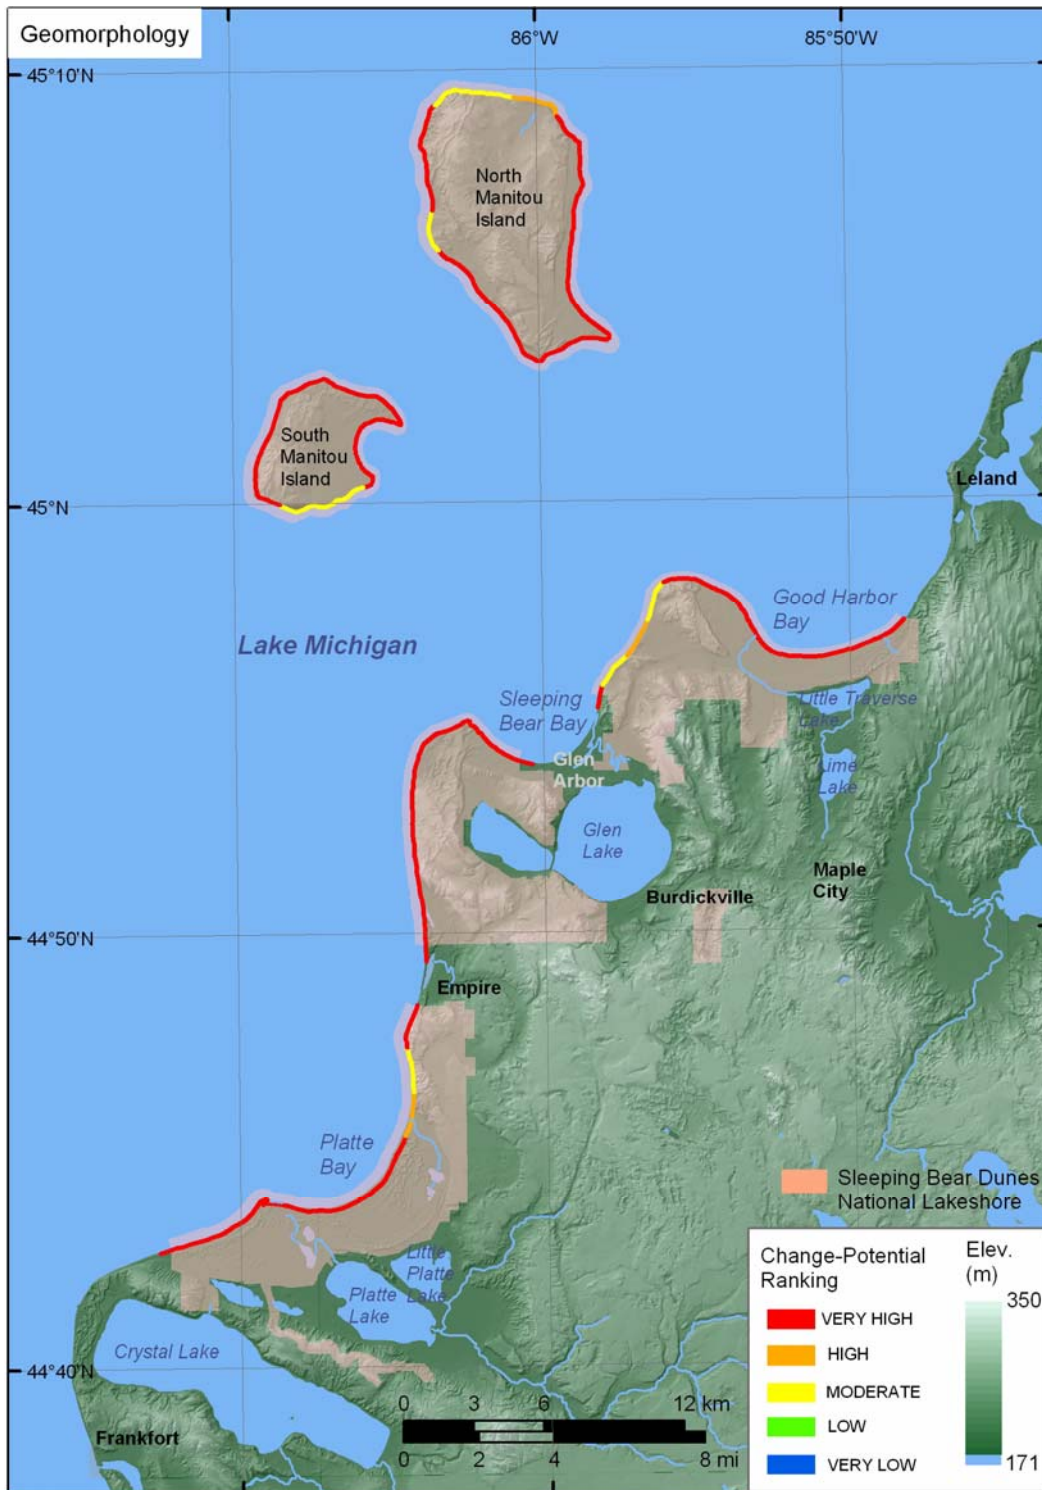 Geomorphology
86°W
85°50'W
45°10'N
North
Manitou
Island
South
Manitou
Island
45°N
Leland
Good Harbor
Bay
Lake Michigan
Sleeping
Bear Bay
Little Traverse
Lake
Glen
Arbor
Lime
Lake
Glen
Lake
Maple
City
Burdickville
44°50'N
Empire
Platte
Bay
Sleeping Bear Dunes
National Lakeshore
Little
Platte
Lake
Platte
Lake
Crystal Lake
44°40'N
Frankfort
0 3 6 12 km
0 2 4 8 mi
Change-Potential
Ranking
VERY HIGH
HIGH
MODERATE
LOW
VERY LOW
Elev.
(m)
350
171